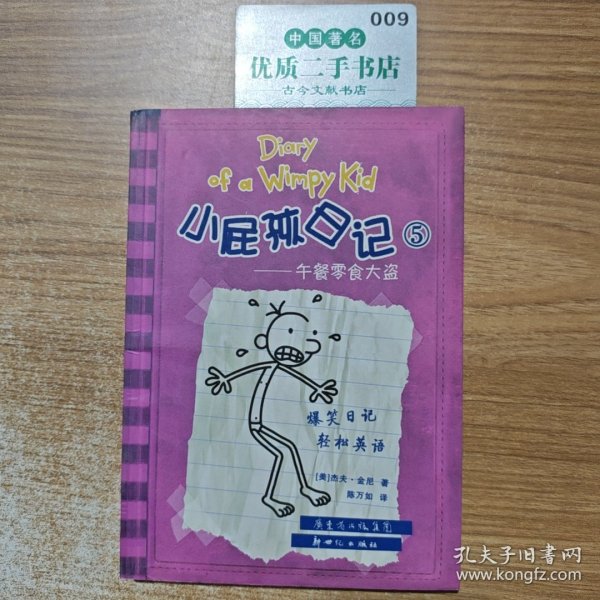 009
中国著名
优质二手书店
古今文献书店
Diary
of a Wimpy Kid
小屁孩日记⑤
——午餐零食大盗
爆笑日记
轻松英语
[美]杰夫·金尼 著
陈万如 译
广东省出版集团
新世纪出版社
孔夫子旧书网
www.kongfz.com